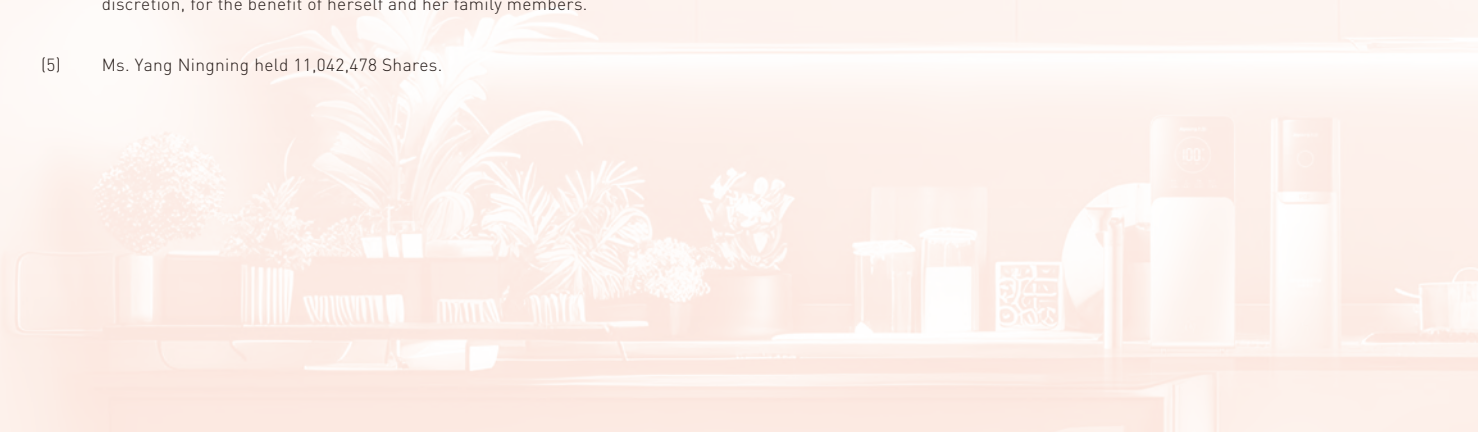 discretion, for the benefit of herself and her family members.
(5) Ms. Yang Ningning held 11,042,478 Shares.
100